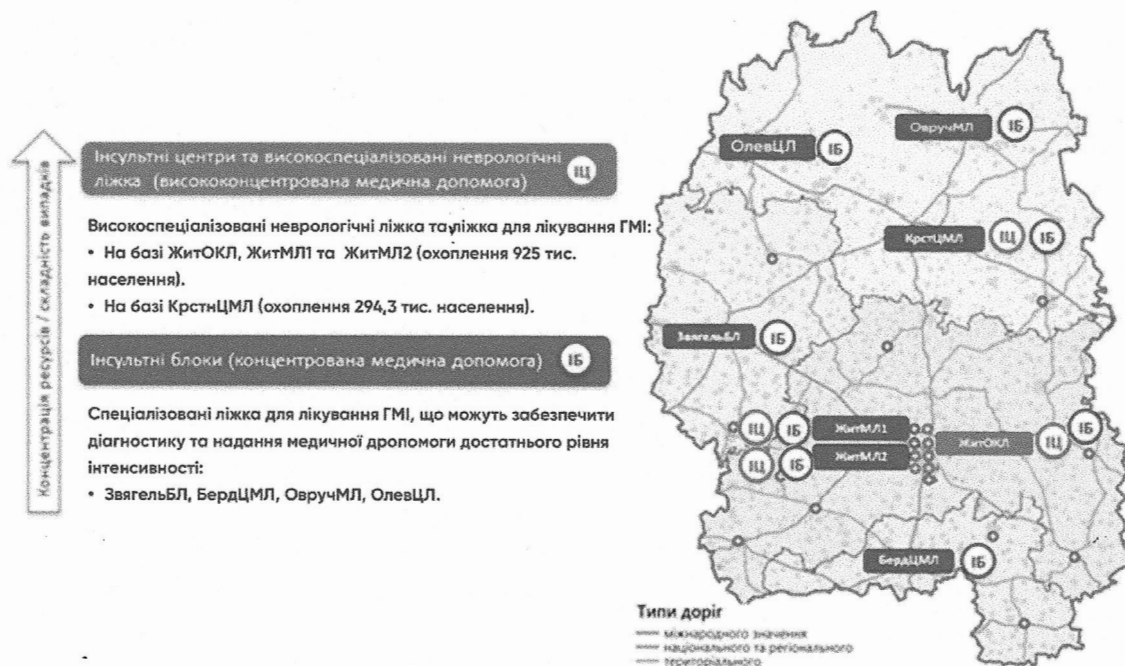 Концентрація ресурсів / складність випадків
Інсультні центри та високоспеціалізовані неврологічні
ліжка (висококонцентрована медична допомога) ІЦ
Високоспеціалізовані неврологічні ліжка та ліжка для лікування ГМІ:
• На базі ЖитОКЛ, ЖитМЛ1 та ЖитМЛ2 (охоплення 925 тис.
населення).
• На базі КрстнЦМЛ (охоплення 294,3 тис. населення).
Інсультні блоки (концентрована медична допомога) ІБ
Спеціалізовані ліжка для лікування ГМІ, що можуть забезпечити
діагностику та надання медичної дропомоги достатнього рівня
інтенсивності:
• ЗвягельБЛ, БердЦМЛ, ОвручМЛ, ОлевЦЛ.
ОвручМЛ ІБ
ОлевЦЛ ІБ
КрстЦМЛ ІЦ ІБ
ЗвягельБЛ ІБ
ІЦ ІБ ЖитМЛ1
ІЦ ІБ ЖитМЛ2
ЖитОКЛ ІЦ ІБ
БердЦМЛ ІБ
Типи доріг
міжнародного значення
національного та регіонального
територіального